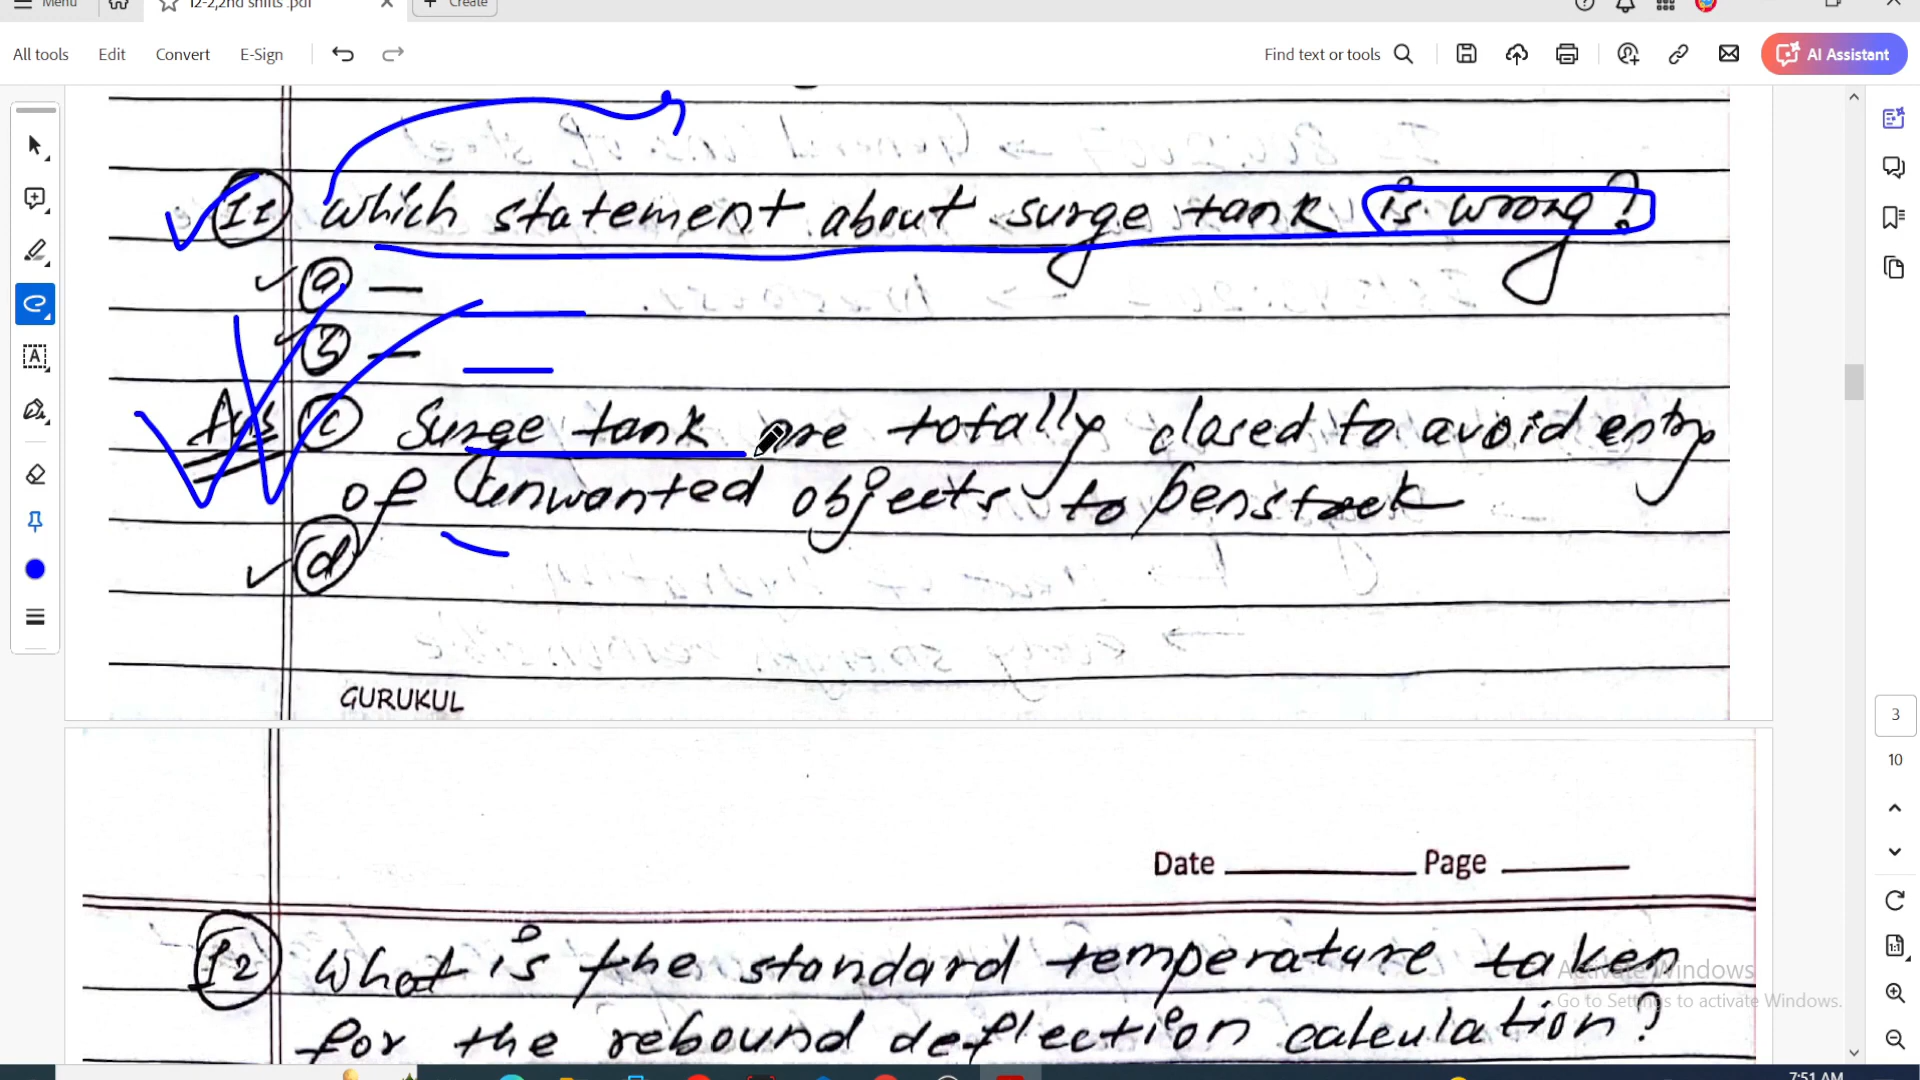 Menu
12-2,2nd shifts .pdf
Create
All tools Edit Convert E-Sign
Find text or tools
AI Assistant
11) Which statement about surge tank is wrong?
a —
b —
Ans c Surge tank are totally closed to avoid entry
of unwanted objects to penstock
d
GURUKUL
3
10
Date Page
12) What is the standard temperature taken
for the rebound deflection calculation?
Activate Windows
Go to Settings to activate Windows.
7:51 AM